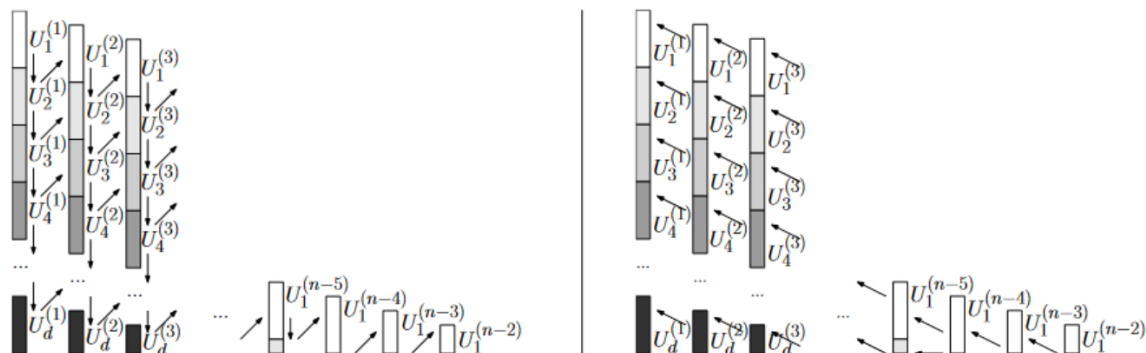 U_1^{(1)} U_1^{(2)} U_1^{(3)}
U_2^{(1)} U_2^{(2)} U_2^{(3)}
U_3^{(1)} U_3^{(2)} U_3^{(3)}
U_4^{(1)} U_4^{(2)} U_4^{(3)}
... ... ...
U_d^{(1)} U_d^{(2)} U_d^{(3)} ... U_1^{(n-5)} U_1^{(n-4)} U_1^{(n-3)} U_1^{(n-2)}
U_1^{(1)} U_1^{(2)} U_1^{(3)}
U_2^{(1)} U_2^{(2)} U_2^{(3)}
U_3^{(1)} U_3^{(2)} U_3^{(3)}
U_4^{(1)} U_4^{(2)} U_4^{(3)}
... ... ...
U_d^{(1)} U_d^{(2)} U_d^{(3)} ... U_1^{(n-5)} U_1^{(n-4)} U_1^{(n-3)} U_1^{(n-2)}